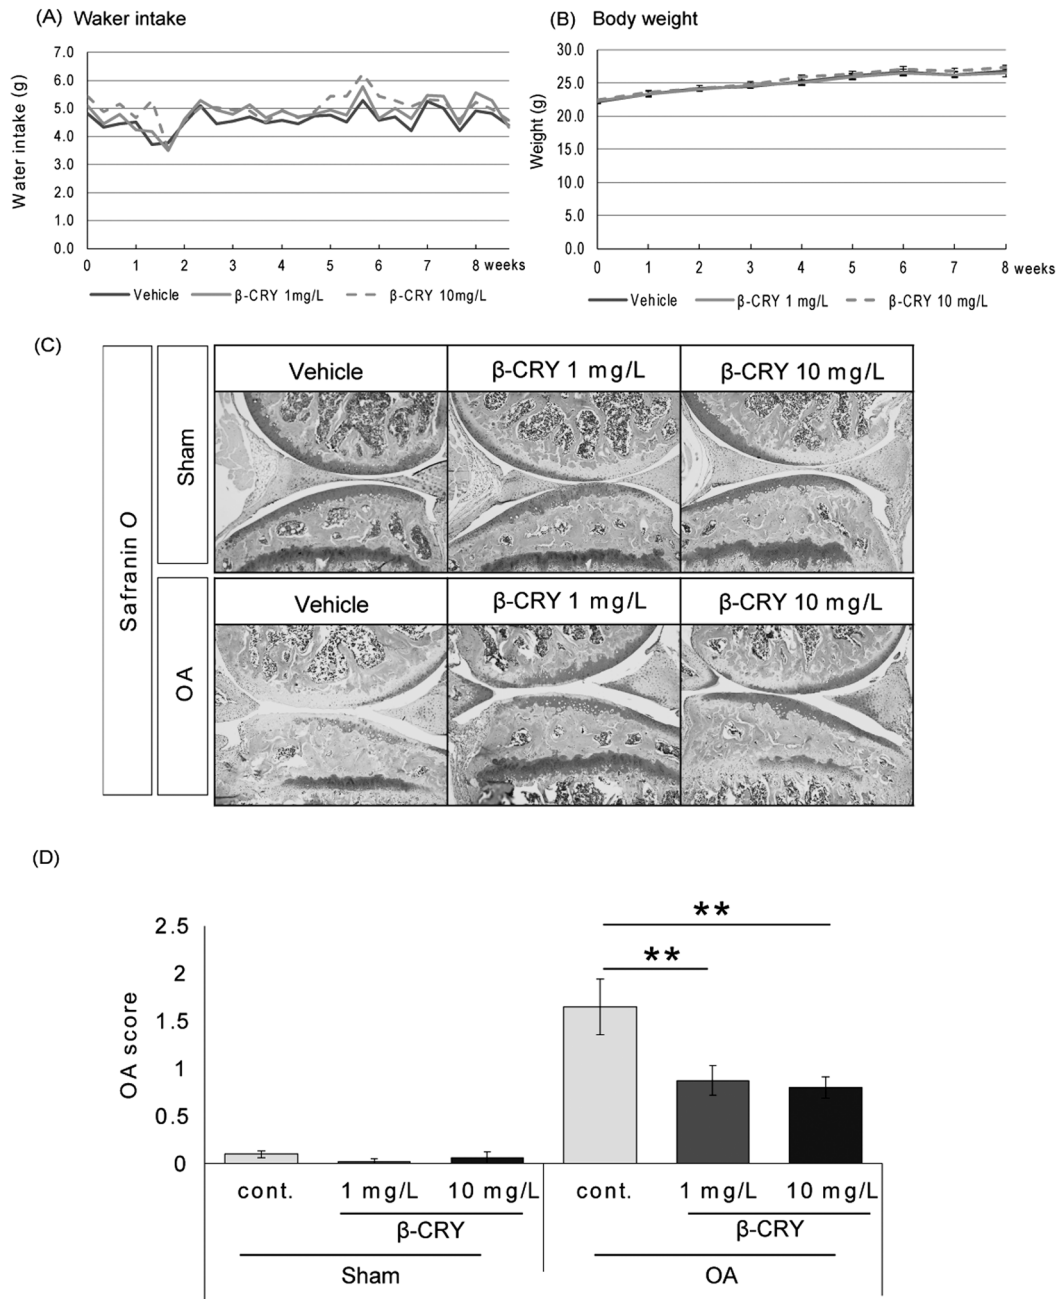 (A) Waker intake
7.0
6.0
5.0
4.0
3.0
2.0
1.0
0.0
Water intake (g)
0 1 2 3 4 5 6 7 8 weeks
Vehicle β-CRY 1mg/L β-CRY 10mg/L
(B) Body weight
30.0
25.0
20.0
15.0
10.0
5.0
0.0
Weight (g)
0 1 2 3 4 5 6 7 8 weeks
Vehicle β-CRY 1 mg/L β-CRY 10 mg/L
(C)
Safranin O
Sham
Vehicle β-CRY 1 mg/L β-CRY 10 mg/L
OA
Vehicle β-CRY 1 mg/L β-CRY 10 mg/L
(D)
OA score
2.5
2
1.5
1
0.5
0
**
**
cont. 1 mg/L 10 mg/L cont. 1 mg/L 10 mg/L
β-CRY β-CRY
Sham OA